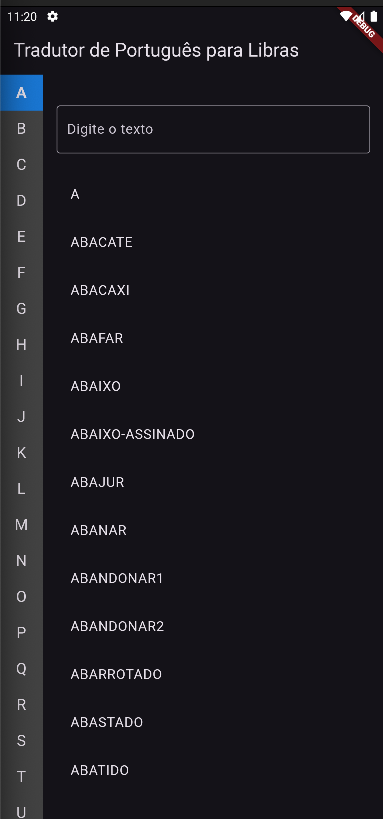 11:20
DEBUG
Tradutor de Português para Libras
A
B
C
D
E
F
G
H
I
J
K
L
M
N
O
P
Q
R
S
T
U
Digite o texto
A
ABACATE
ABACAXI
ABAFAR
ABAIXO
ABAIXO-ASSINADO
ABAJUR
ABANAR
ABANDONAR1
ABANDONAR2
ABARROTADO
ABASTADO
ABATIDO